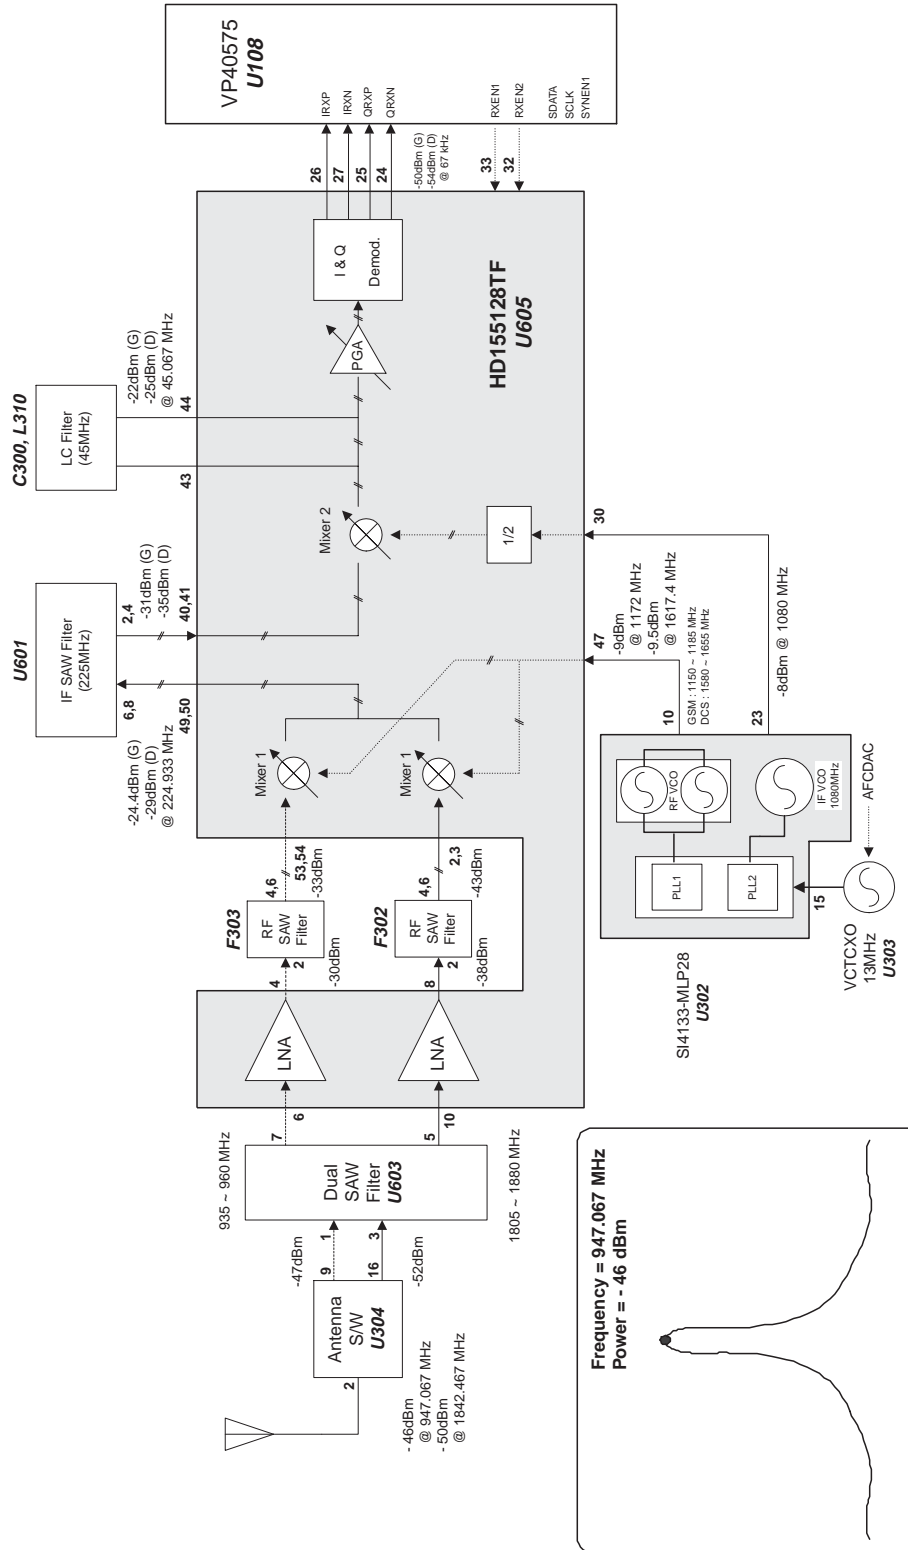 VP40575
U108
IRXP
IRXN
QRXP
QRXN
RXEN1
RXEN2
SDATA
SCLK
SYNEN1
26
27
25
24
-50dBm (G)
-54dBm (D)
@ 67 kHz
33
32
I & Q
Demod.
PGA
HD155128TF
U605
C300, L310
LC Filter
(45MHz)
-22dBm (G)
-25dBm (D)
@ 45.067 MHz
44
43
Mixer 2
1/2
30
U601
IF SAW Filter
(225MHz)
2,4
-31dBm (G)
-35dBm (D)
40,41
6,8
49,50
-24.4dBm (G)
-29dBm (D)
@ 224.933 MHz
Mixer 1
Mixer 1
47
-9dBm
@ 1172 MHz
-9.5dBm
@ 1617.4 MHz
GSM : 1150 ~ 1185 MHz
DCS : 1580 ~ 1655 MHz
10
-8dBm @ 1080 MHz
23
F303
RF
SAW
Filter
4,6
53,54
-33dBm
2
-30dBm
4
F302
RF
SAW
Filter
4,6
2,3
-43dBm
2
-38dBm
8
LNA
LNA
RF VCO
IF VCO
1080MHz
PLL1
PLL2
15
AFCDAC
VCTCXO
13MHz
U303
SI4133-MLP28
U302
6
7
10
5
935 ~ 960 MHz
Dual
SAW
Filter
U603
1805 ~ 1880 MHz
-47dBm
9
1
16
3
-52dBm
Antenna
S/W
U304
2
- 46dBm
@ 947.067 MHz
- 50dBm
@ 1842.467 MHz
Frequency = 947.067 MHz
Power = - 46 dBm